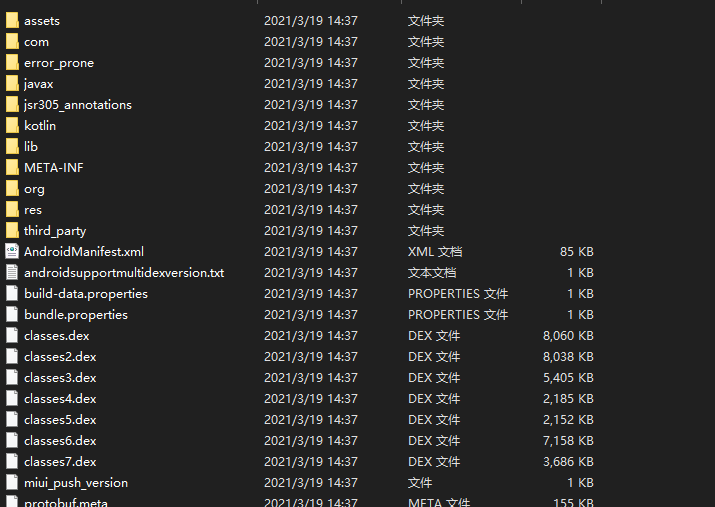 assets 2021/3/19 14:37 文件夹
com 2021/3/19 14:37 文件夹
error_prone 2021/3/19 14:37 文件夹
javax 2021/3/19 14:37 文件夹
jsr305_annotations 2021/3/19 14:37 文件夹
kotlin 2021/3/19 14:37 文件夹
lib 2021/3/19 14:37 文件夹
META-INF 2021/3/19 14:37 文件夹
org 2021/3/19 14:37 文件夹
res 2021/3/19 14:37 文件夹
third_party 2021/3/19 14:37 文件夹
AndroidManifest.xml 2021/3/19 14:37 XML 文档 85 KB
androidsupportmultidexversion.txt 2021/3/19 14:37 文本文档 1 KB
build-data.properties 2021/3/19 14:37 PROPERTIES 文件 1 KB
bundle.properties 2021/3/19 14:37 PROPERTIES 文件 1 KB
classes.dex 2021/3/19 14:37 DEX 文件 8,060 KB
classes2.dex 2021/3/19 14:37 DEX 文件 8,038 KB
classes3.dex 2021/3/19 14:37 DEX 文件 5,405 KB
classes4.dex 2021/3/19 14:37 DEX 文件 2,185 KB
classes5.dex 2021/3/19 14:37 DEX 文件 2,152 KB
classes6.dex 2021/3/19 14:37 DEX 文件 7,158 KB
classes7.dex 2021/3/19 14:37 DEX 文件 3,686 KB
miui_push_version 2021/3/19 14:37 文件 1 KB
protobuf.meta 2021/3/19 14:37 META 文件 155 KB